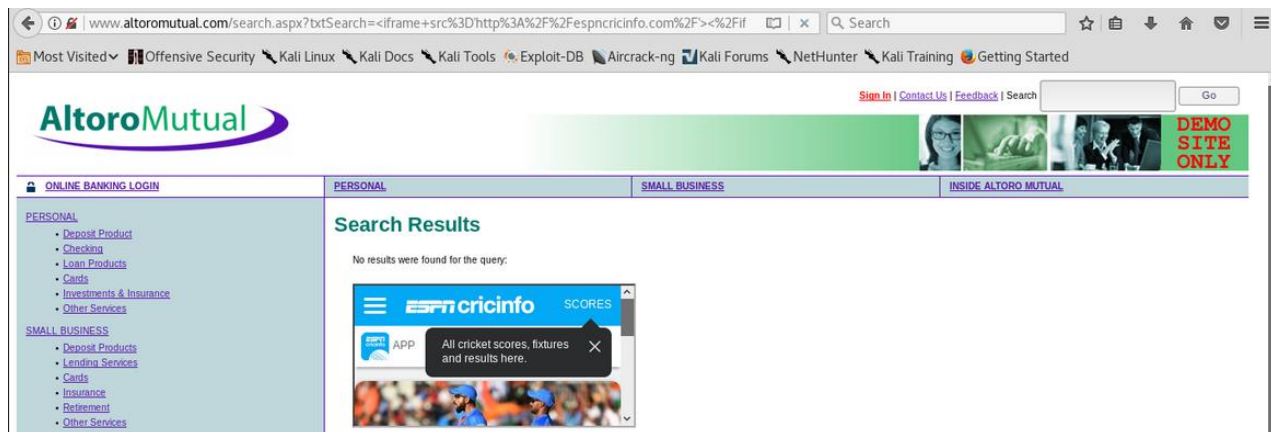 www.altoromutual.com/search.aspx?txtSearch=<iframe+src%3D'http%3A%2F%2Fespncricinfo.com%2F'><%2Fif
Search
Most Visited Offensive Security Kali Linux Kali Docs Kali Tools Exploit-DB Aircrack-ng Kali Forums NetHunter Kali Training Getting Started
Sign In | Contact Us | Feedback | Search Go
AltoroMutual
DEMO
SITE
ONLY
ONLINE BANKING LOGIN PERSONAL SMALL BUSINESS INSIDE ALTORO MUTUAL
PERSONAL
• Deposit Product
• Checking
• Loan Products
• Cards
• Investments & Insurance
• Other Services
SMALL BUSINESS
• Deposit Products
• Lending Services
• Cards
• Insurance
• Retirement
• Other Services
Search Results
No results were found for the query:
ESPN cricinfo SCORES
APP
All cricket scores, fixtures
and results here.